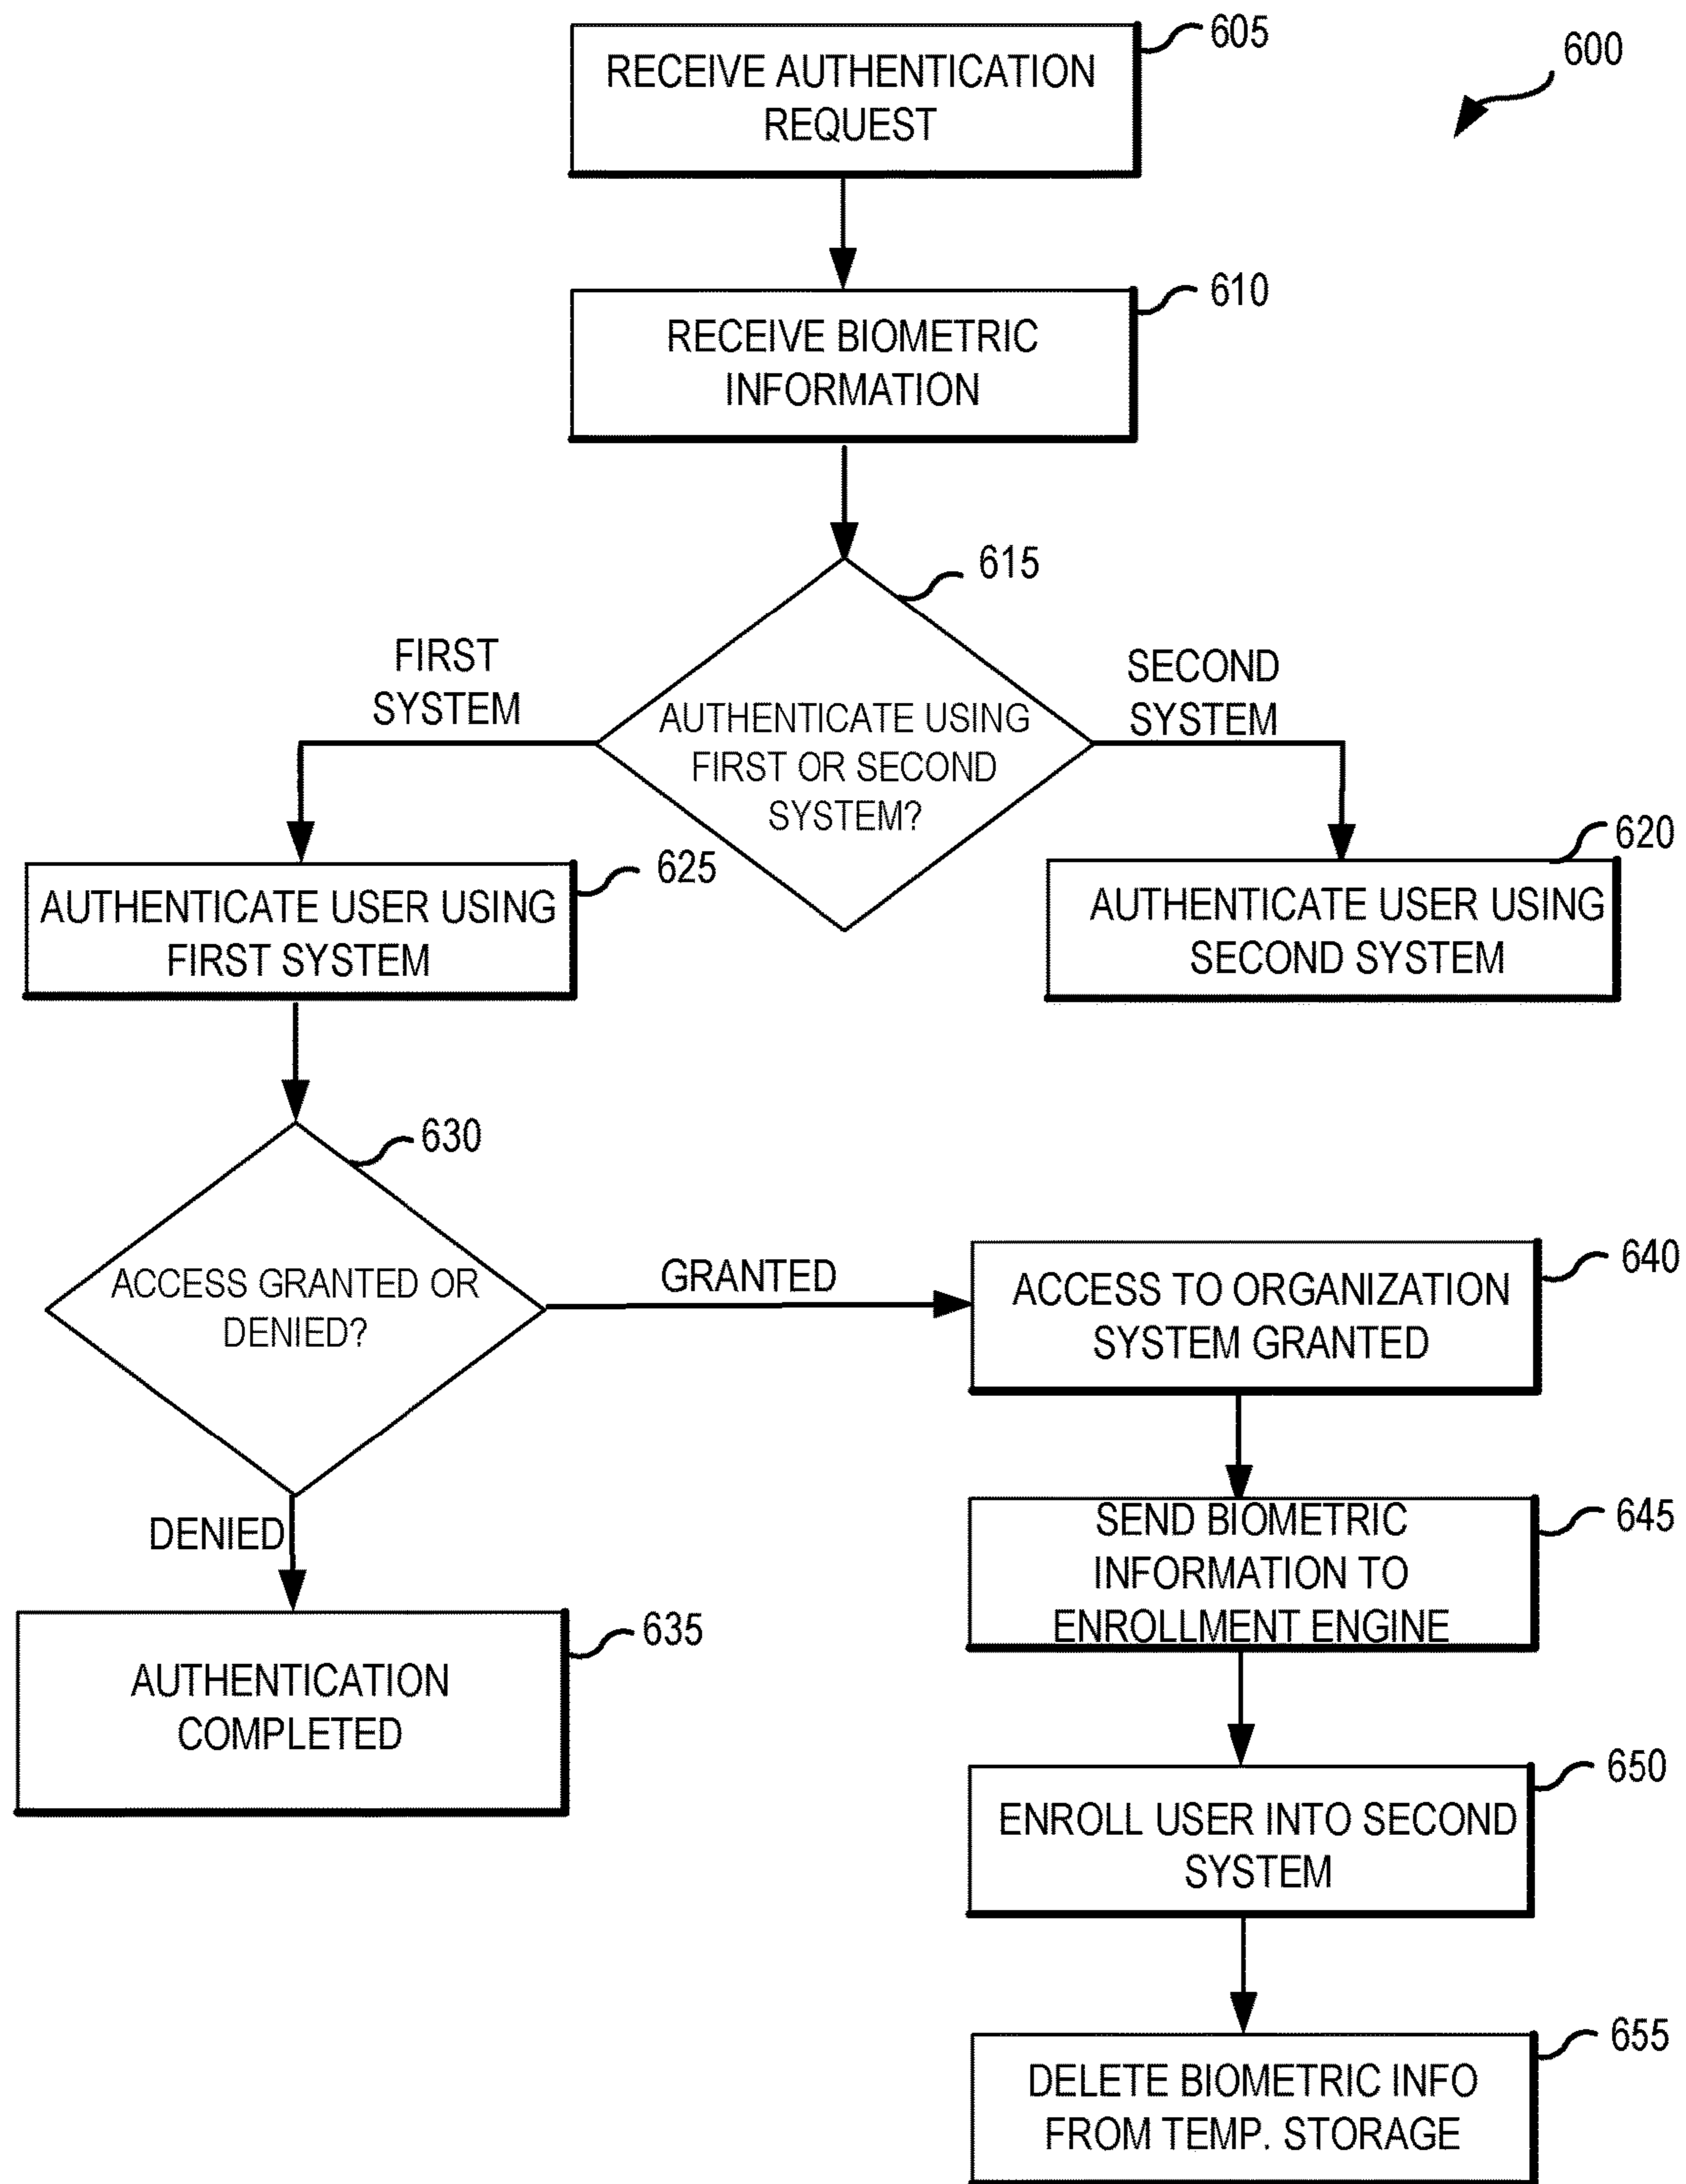 605
600
RECEIVE AUTHENTICATION
REQUEST
610
RECEIVE BIOMETRIC
INFORMATION
615
FIRST
SYSTEM
SECOND
SYSTEM
AUTHENTICATE USING
FIRST OR SECOND
SYSTEM?
625
620
AUTHENTICATE USER USING
FIRST SYSTEM
AUTHENTICATE USER USING
SECOND SYSTEM
630
ACCESS GRANTED OR
DENIED?
GRANTED
640
ACCESS TO ORGANIZATION
SYSTEM GRANTED
DENIED
645
SEND BIOMETRIC
INFORMATION TO
ENROLLMENT ENGINE
635
AUTHENTICATION
COMPLETED
650
ENROLL USER INTO SECOND
SYSTEM
655
DELETE BIOMETRIC INFO
FROM TEMP. STORAGE